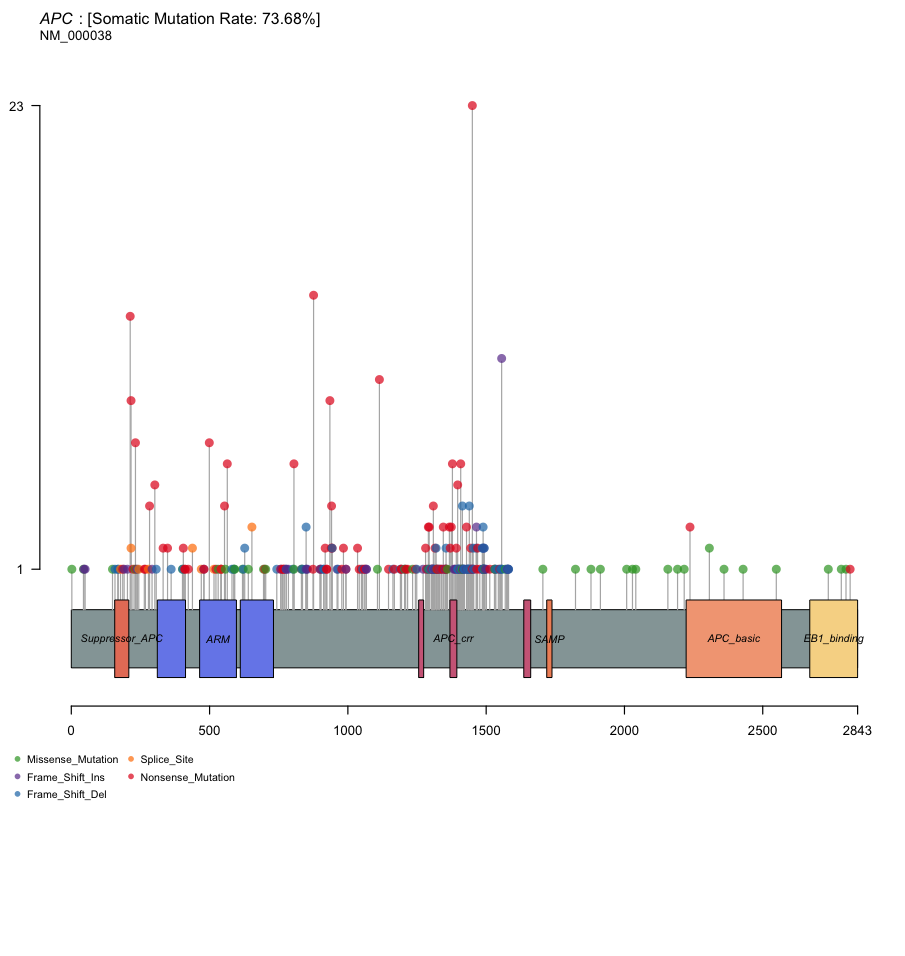 APC : [Somatic Mutation Rate: 73.68%]
NM_000038
23
1
Suppressor_APC ARM APC_crr SAMP APC_basic EB1_binding
0 500 1000 1500 2000 2500 2843
Missense_Mutation Splice_Site
Frame_Shift_Ins Nonsense_Mutation
Frame_Shift_Del